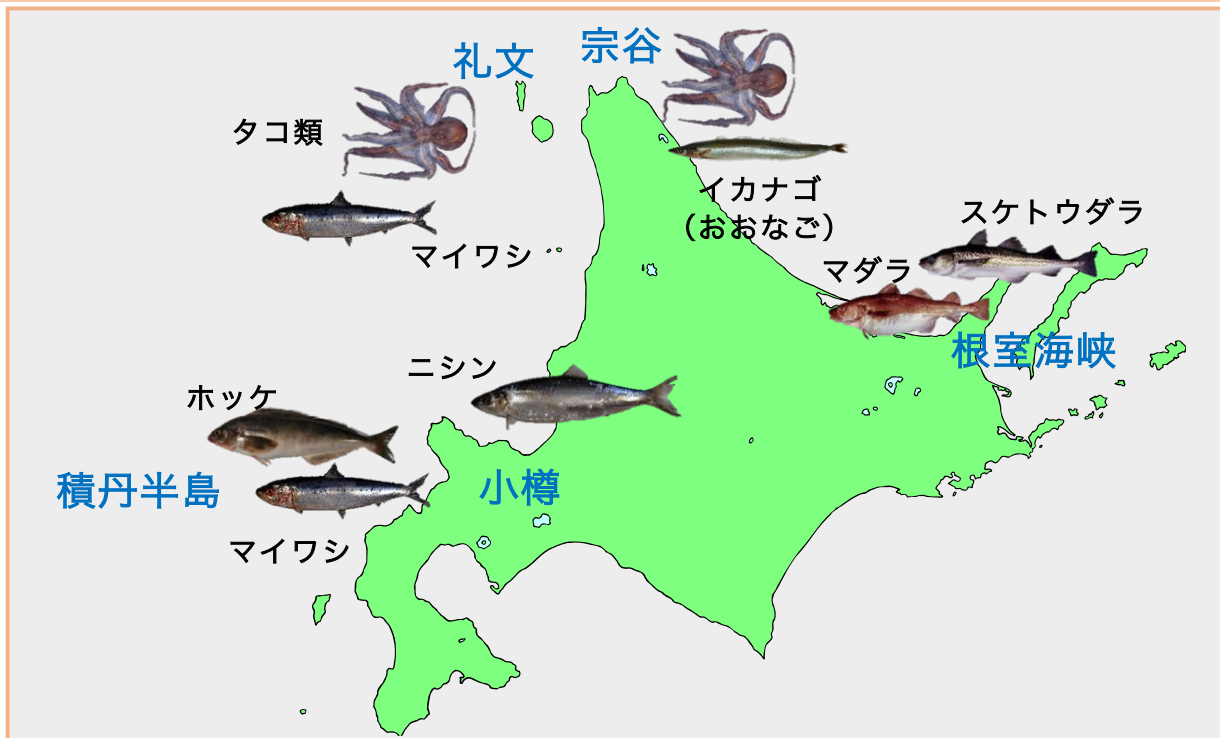 礼文
宗谷
タコ類
イカナゴ
（おおなご）
スケトウダラ
マイワシ
マダラ
根室海峡
ニシン
ホッケ
積丹半島
小樽
マイワシ